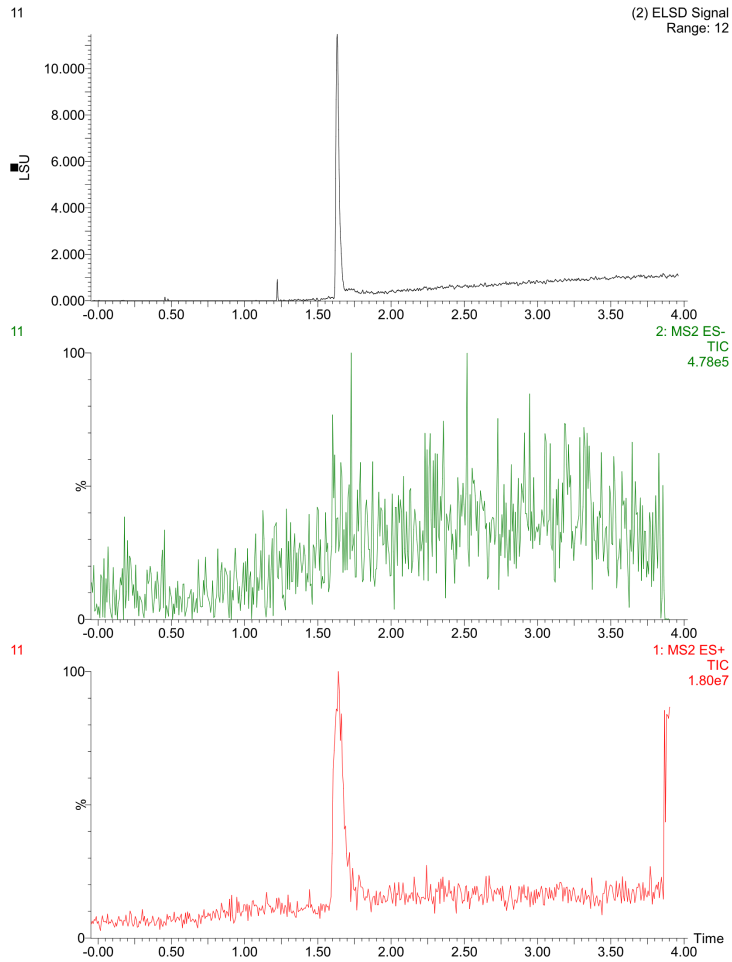 11
(2) ELSD Signal
Range: 12
LSU
10.000
8.000
6.000
4.000
2.000
0.000
-0.00 0.50 1.00 1.50 2.00 2.50 3.00 3.50 4.00
11
2: MS2 ES-
TIC
4.78e5
100
%
0
-0.00 0.50 1.00 1.50 2.00 2.50 3.00 3.50 4.00
11
1: MS2 ES+
TIC
1.80e7
100
%
0
Time
-0.00 0.50 1.00 1.50 2.00 2.50 3.00 3.50 4.00